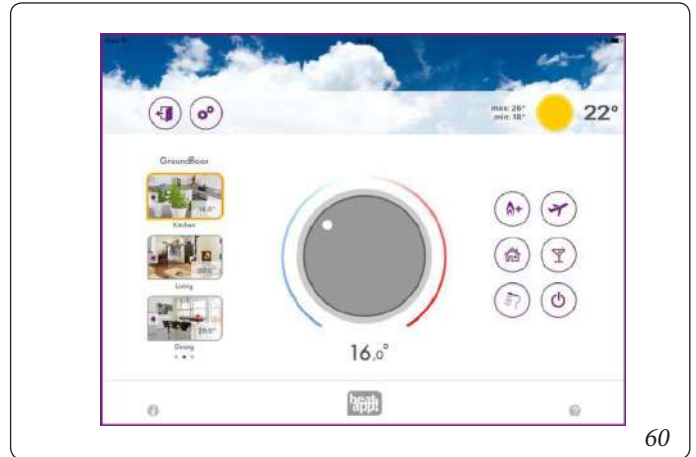 max: 26°
min: 18°
22°
Groundfloor
16,0°
Kitchen
20,0°
Living
20,0°
Dining
16,0°
heat
app!
60